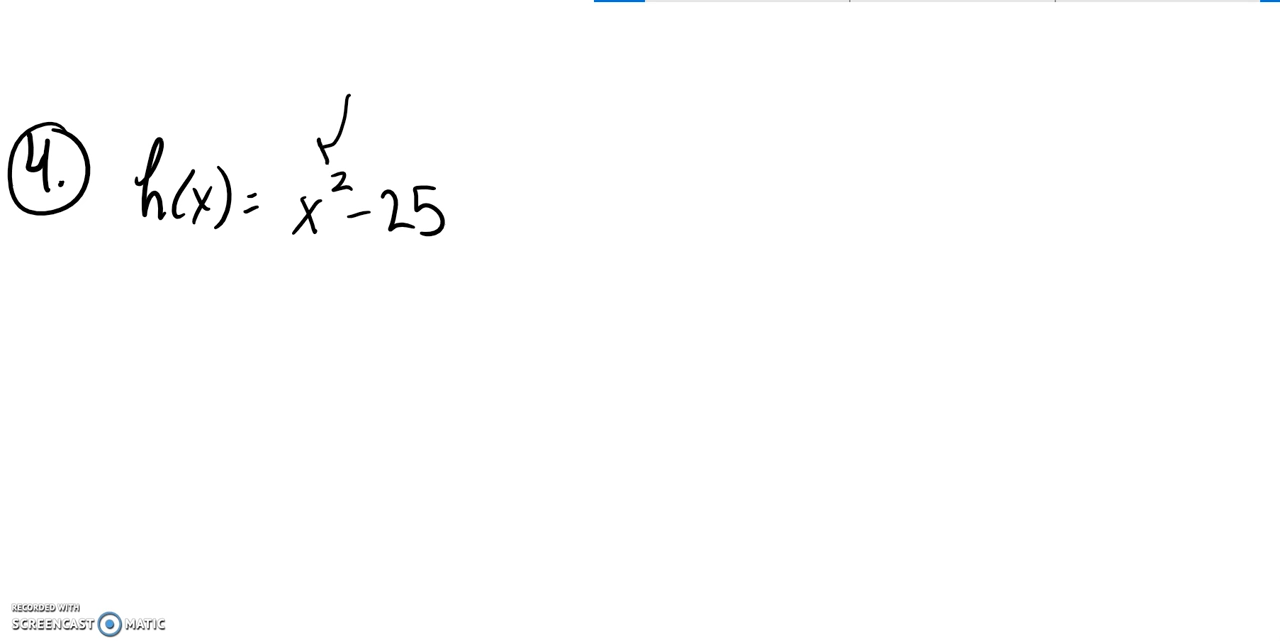 4. h(x) = x² - 25
RECORDED WITH
SCREENCAST MATIC